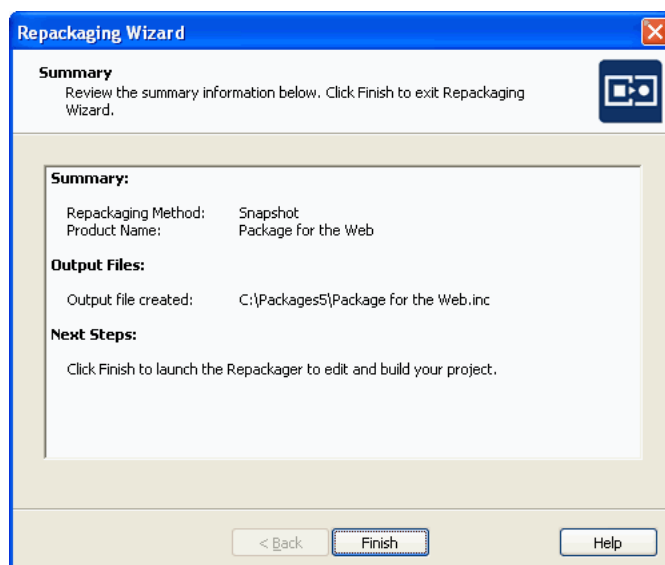 Repackaging Wizard
Summary
Review the summary information below. Click Finish to exit Repackaging
Wizard.
Summary:
Repackaging Method: Snapshot
Product Name: Package for the Web
Output Files:
Output file created: C:\Packages5\Package for the Web.inc
Next Steps:
Click Finish to launch the Repackager to edit and build your project.
< Back Finish Help